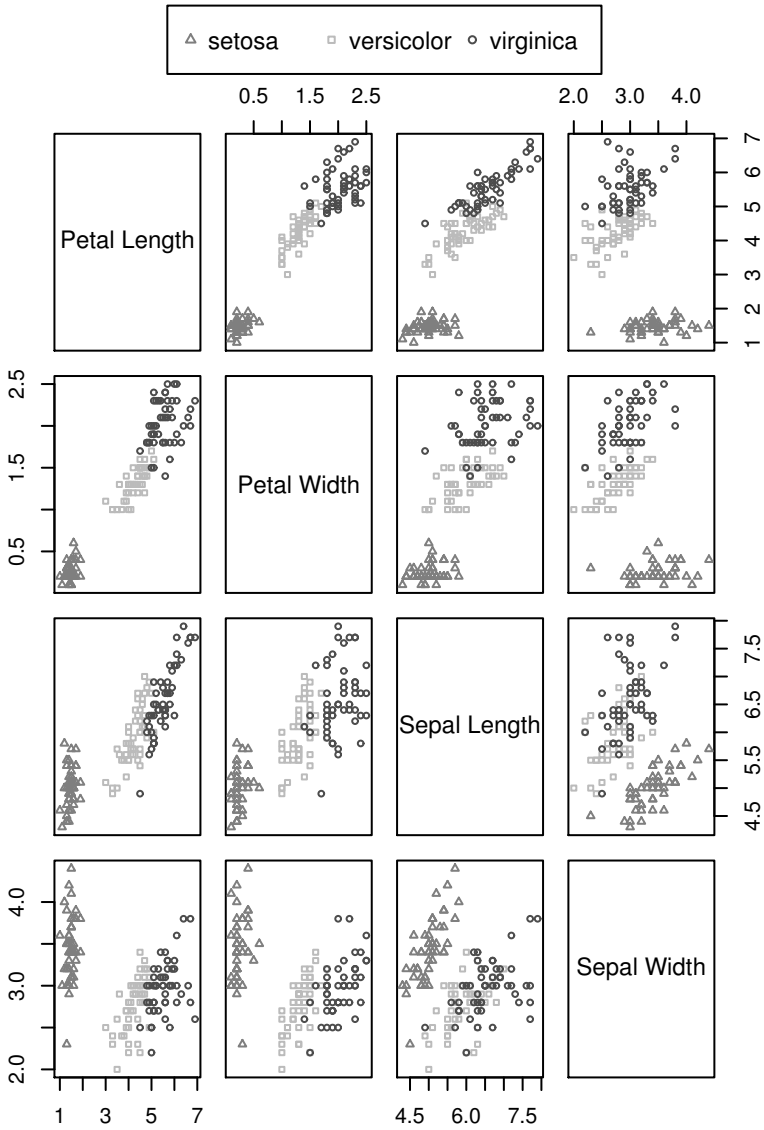 setosa versicolor virginica
0.5 1.5 2.5 2.0 3.0 4.0
Petal Length
1 2 3 4 5 6 7
0.5 1.5 2.5
Petal Width
Sepal Length
4.5 5.5 6.5 7.5
2.0 3.0 4.0
Sepal Width
1 3 5 7 4.5 6.0 7.5